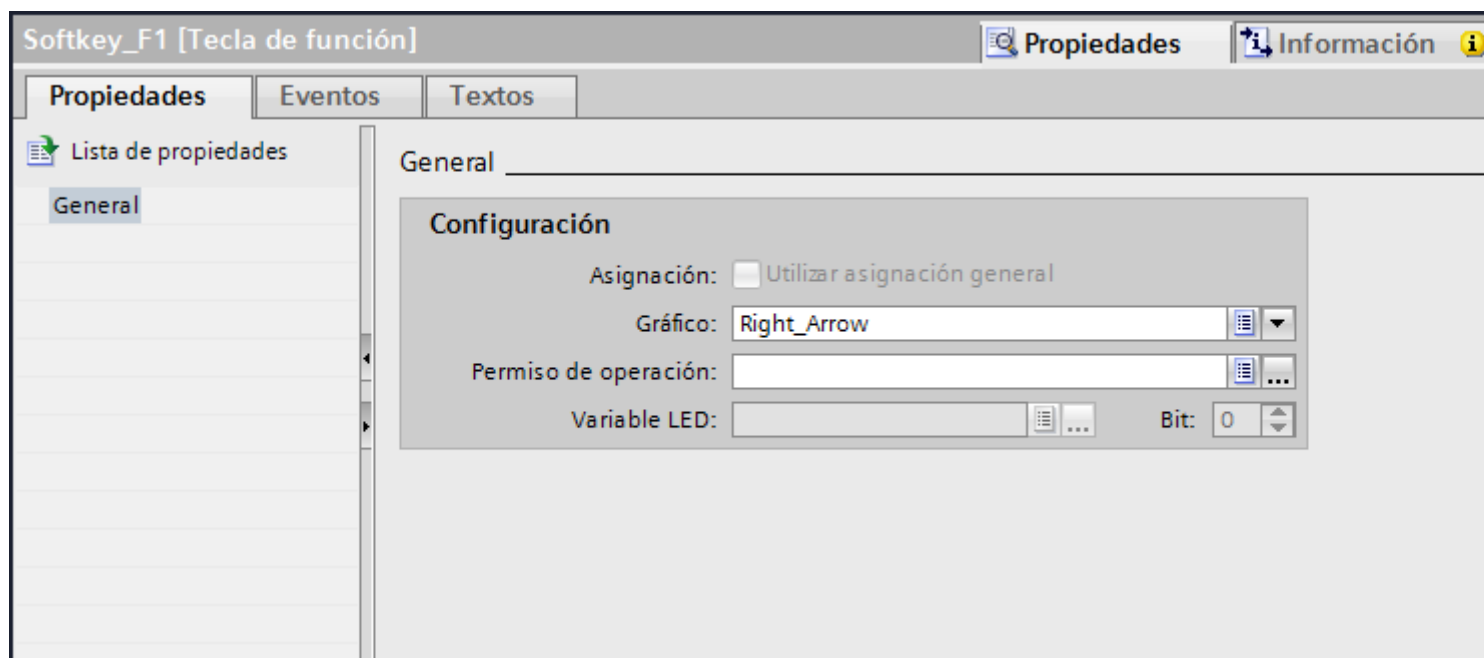 Softkey_F1 [Tecla de función]
Propiedades
Información
Propiedades
Eventos
Textos
Lista de propiedades
General
General
Configuración
Asignación: Utilizar asignación general
Gráfico: Right_Arrow
Permiso de operación: ...
Variable LED: ... Bit: 0